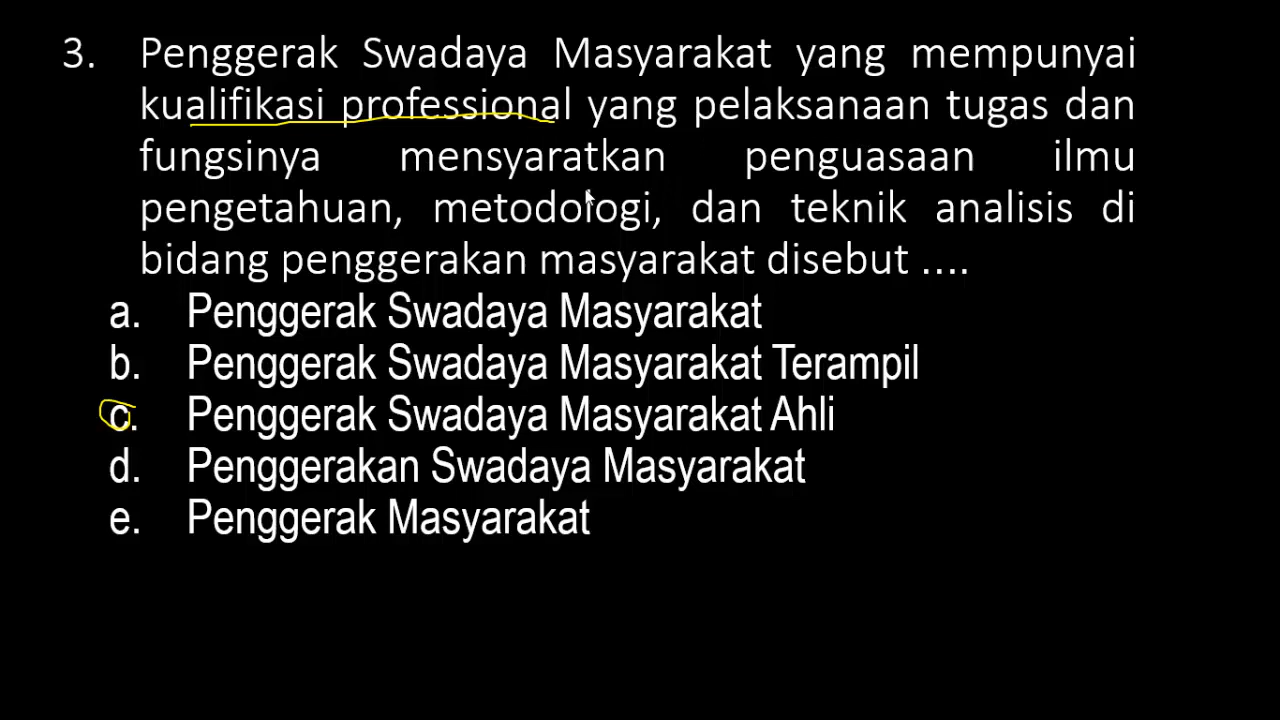 3. Penggerak Swadaya Masyarakat yang mempunyai
kualifikasi professional yang pelaksanaan tugas dan
fungsinya mensyaratkan penguasaan ilmu
pengetahuan, metodologi, dan teknik analisis di
bidang penggerakan masyarakat disebut ....
a. Penggerak Swadaya Masyarakat
b. Penggerak Swadaya Masyarakat Terampil
c. Penggerak Swadaya Masyarakat Ahli
d. Penggerakan Swadaya Masyarakat
e. Penggerak Masyarakat